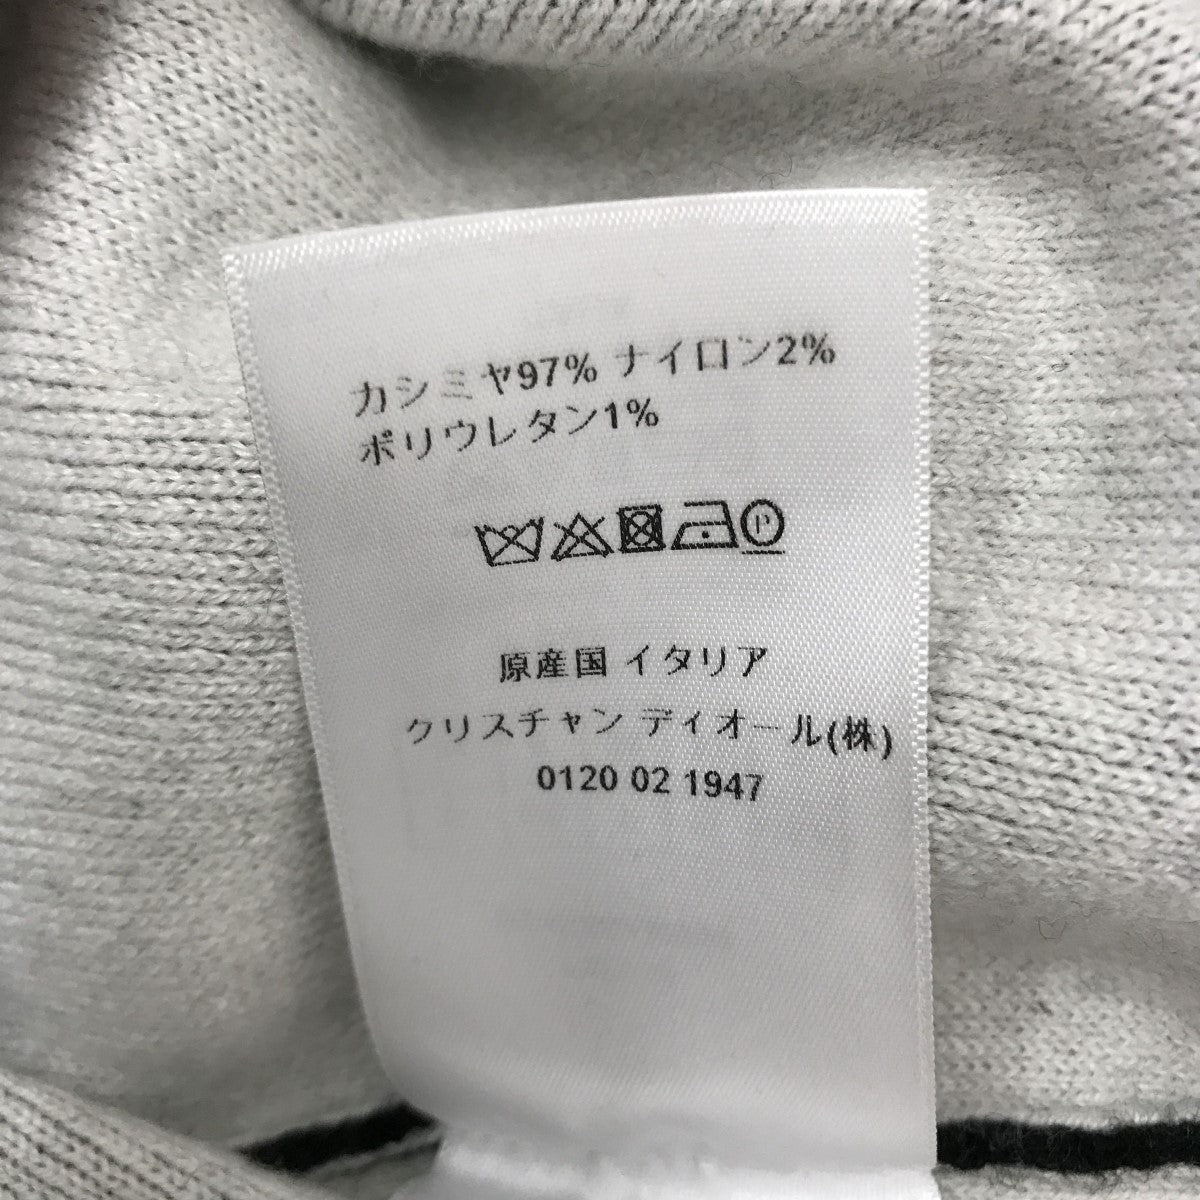 カシミヤ97% ナイロン2%
ポリウレタン1%
P
原産国 イタリア
クリスチャン ディオール(株)
0120 02 1947